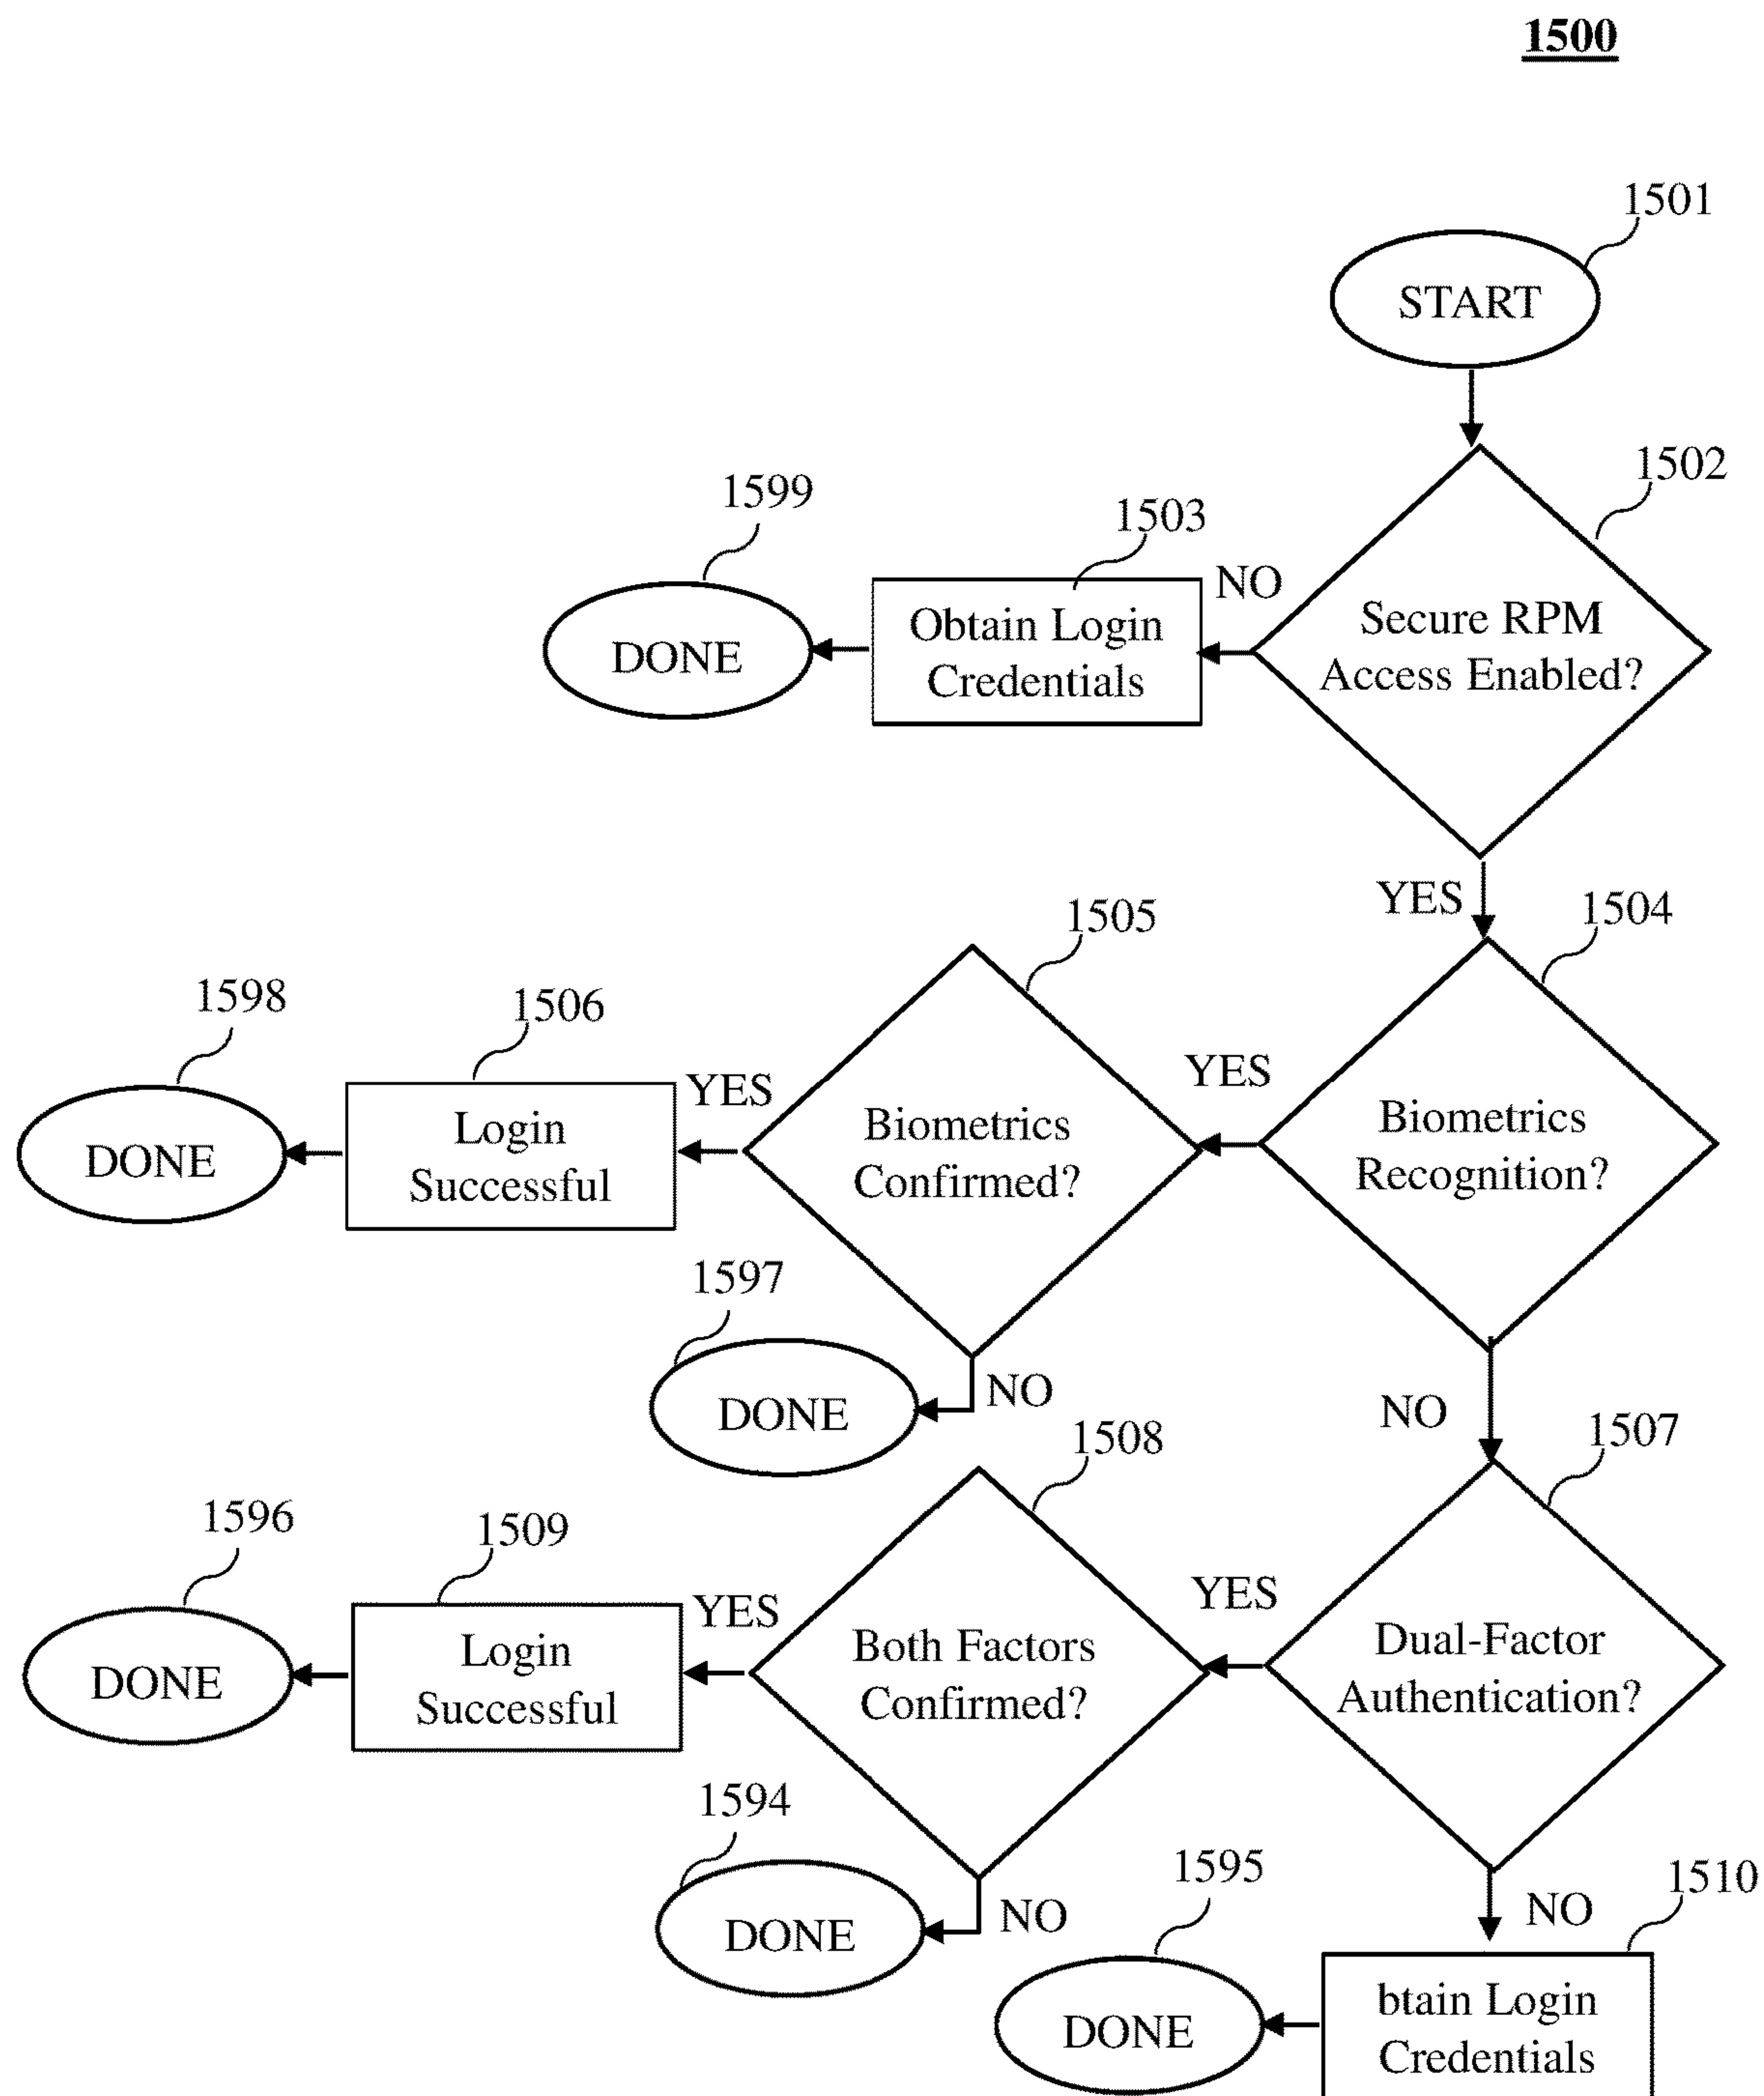 1500
1501
START
1502
1599
1503
NO
Secure RPM
Access Enabled?
Obtain Login
Credentials
DONE
YES
1504
1505
1598
1506
YES
YES
Biometrics
Recognition?
Biometrics
Confirmed?
Login
Successful
DONE
1597
NO
DONE
NO
1507
1508
1596
1509
YES
YES
Dual-Factor
Authentication?
Both Factors
Confirmed?
Login
Successful
DONE
1594
NO
DONE
1595
NO
1510
btain Login
Credentials
DONE